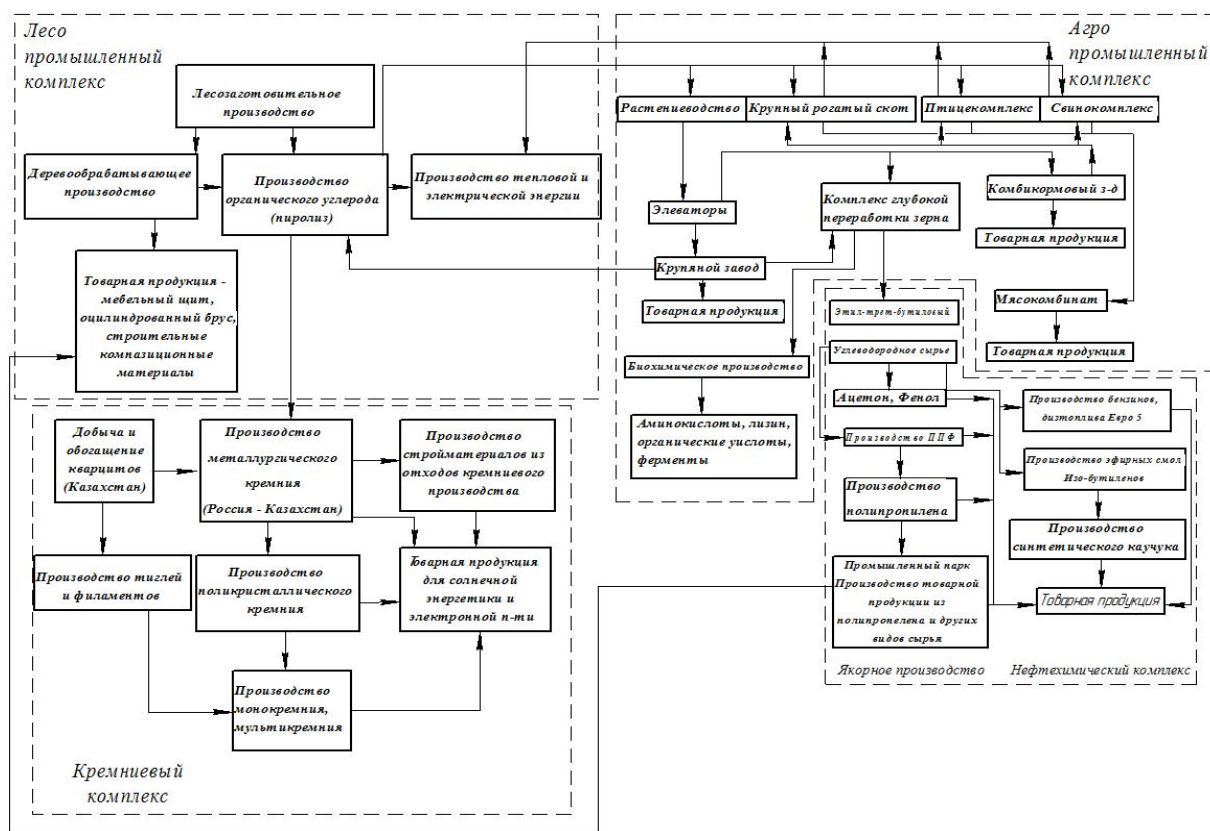 Лесо
промышленный
комплекс
Лесозаготовительное
производство
Деревообрабатывающее
производство
Производство
органического углерода
(пиролиз)
Производство тепловой и
электрической энергии
Товарная продукция -
мебельный щит,
оцилиндрованный брус,
строительные
компазиционные
материалы
Агро
промышленный
комплекс
Растениеводство
Крупный рогатый скот
Птицекомплекс
Свинокомплекс
Элеваторы
Комплекс глубокой
переработки зерна
Комбикормовый з-д
Товарная продукция
Крупяной завод
Товарная продукция
Мясокомбинат
Товарная продукция
Биохимическое производство
Аминокислоты, лизин,
органические уислоты,
ферменты
Этил-трет-бутиловый
Углеводородное сырье
Ацетон, Фенол
Производство ППФ
Производство
полипропилена
Промышленный парк
Производство товарной
продукции из
полипропелена и других
видов сырья
Якорное производство
Производство бензинов,
дизтоплива Евро 5
Производство эфирных смол
Изо-бутиленов
Производство
синтетического каучука
Товарная продукция
Нефтехимический комплекс
Добыча и
обогащение
кварцитов
(Казахстан)
Производство
металлургического
кремния
(Россия - Казахстан)
Производство
стройматериалов из
отходов кремниевого
производства
Производство тиглей
и филаментов
Производство
поликристаллического
кремния
Товарная продукция
для солнечной
энергетики и
электронной п-ти
Производство
монокремния,
мультикремния
Кремниевый
комплекс